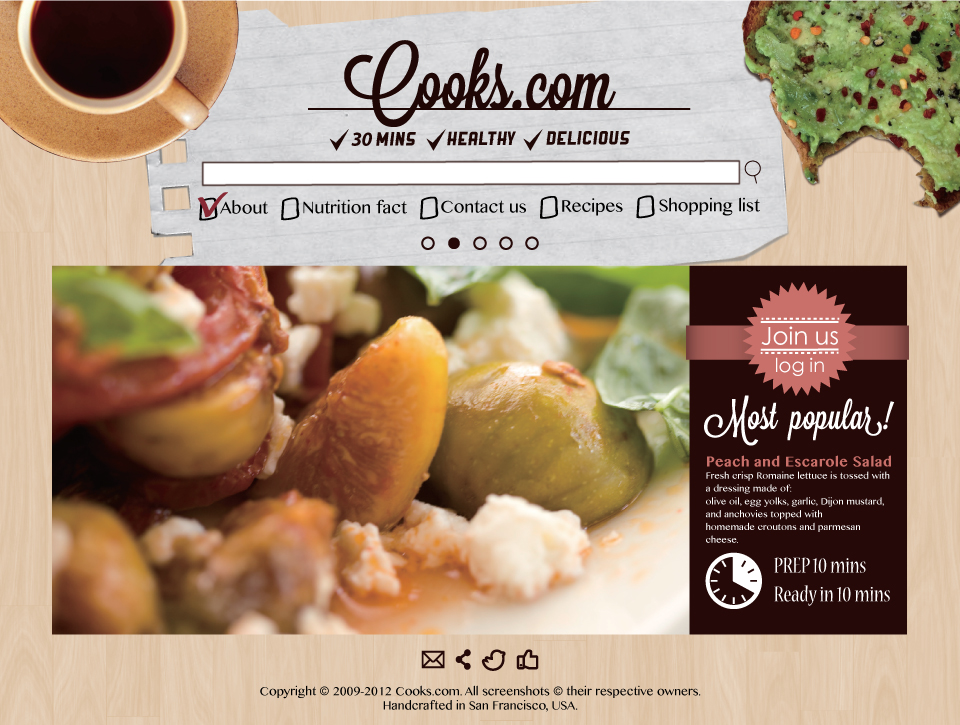 Cooks.com
30 MINS HEALTHY DELICIOUS
About Nutrition fact Contact us Recipes Shopping list
Join us
log in
Most popular!
Peach and Escarole Salad
Fresh crisp Romaine lettuce is tossed with
a dressing made of:
olive oil, egg yolks, garlic, Dijon mustard,
and anchovies topped with
homemade croutons and parmesan
cheese.
PREP 10 mins
Ready in 10 mins
Copyright © 2009-2012 Cooks.com. All screenshots © their respective owners.
Handcrafted in San Francisco, USA.